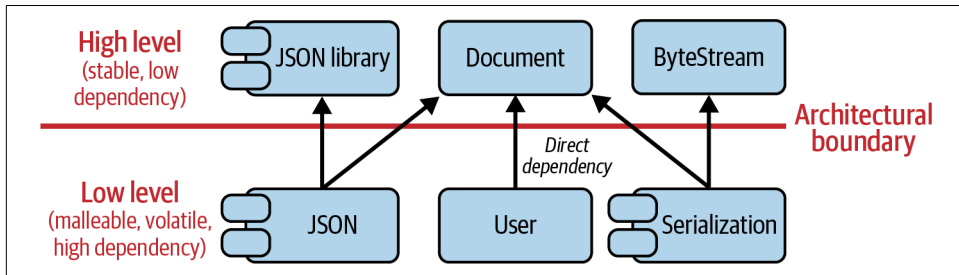 High level
(stable, low
dependency)
JSON library
Document
ByteStream
Architectural
boundary
Direct
dependency
Low level
(malleable, volatile,
high dependency)
JSON
User
Serialization